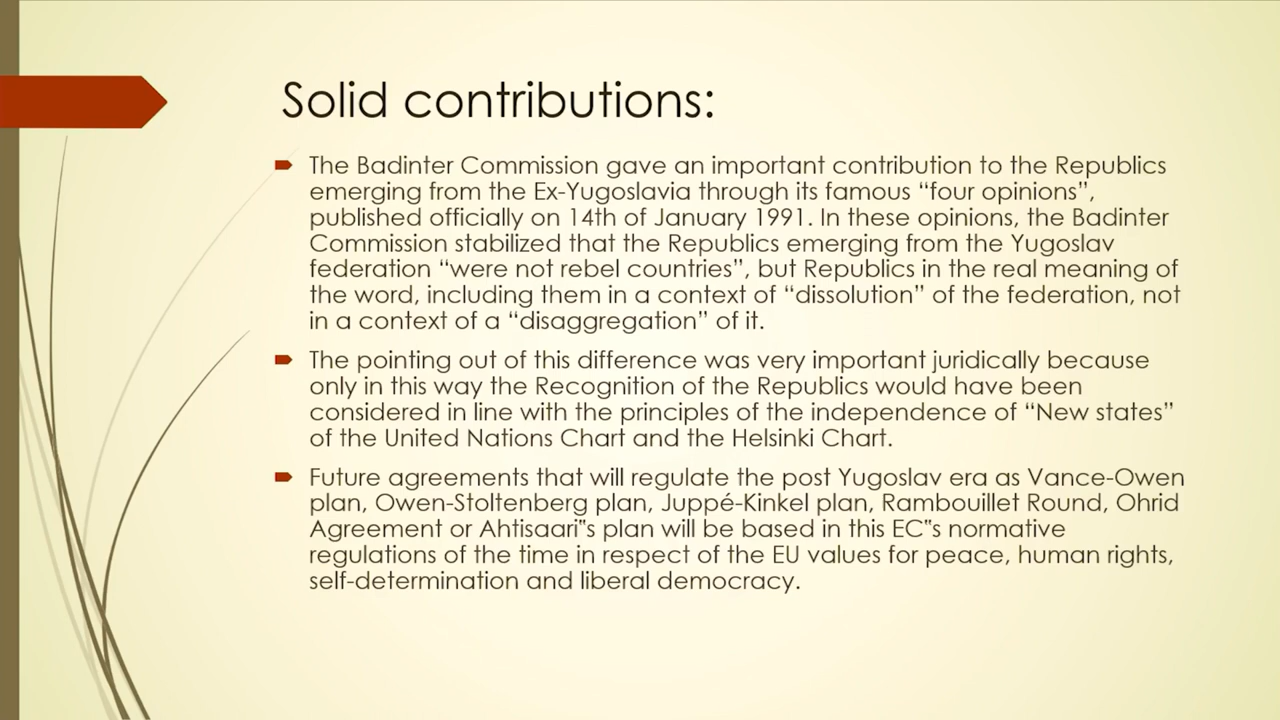 Solid contributions:
The Badinter Commission gave an important contribution to the Republics
emerging from the Ex-Yugoslavia through its famous “four opinions”,
published officially on 14th of January 1991. In these opinions, the Badinter
Commission stabilized that the Republics emerging from the Yugoslav
federation “were not rebel countries”, but Republics in the real meaning of
the word, including them in a context of “dissolution” of the federation, not
in a context of a “disaggregation” of it.
The pointing out of this difference was very important juridically because
only in this way the Recognition of the Republics would have been
considered in line with the principles of the independence of “New states”
of the United Nations Chart and the Helsinki Chart.
Future agreements that will regulate the post Yugoslav era as Vance-Owen
plan, Owen-Stoltenberg plan, Juppé-Kinkel plan, Rambouillet Round, Ohrid
Agreement or Ahtisaari‟s plan will be based in this EC‟s normative
regulations of the time in respect of the EU values for peace, human rights,
self-determination and liberal democracy.